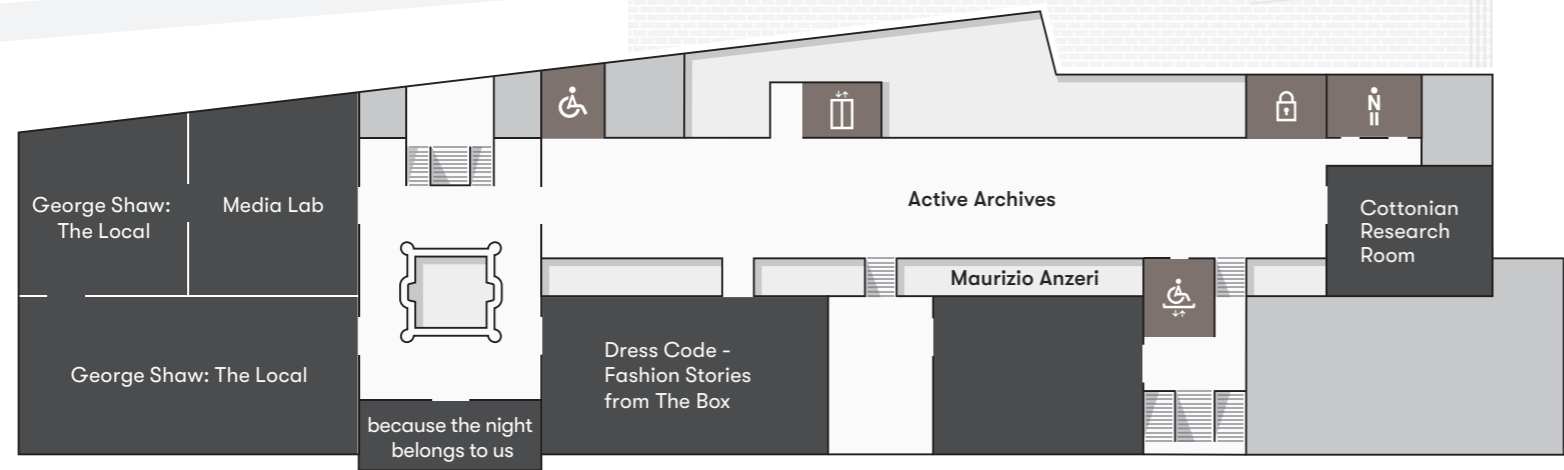 George Shaw:
The Local
Media Lab
Active Archives
Cottonian
Research
Room
Maurizio Anzeri
George Shaw: The Local
Dress Code -
Fashion Stories
from The Box
because the night
belongs to us